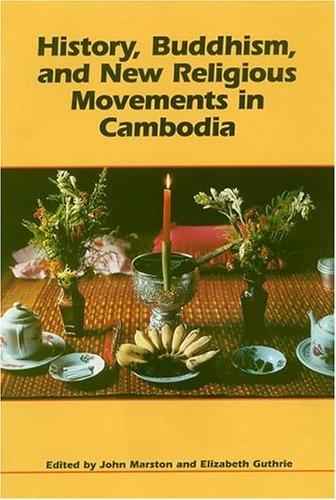 History, Buddhism,
and New Religious
Movements in
Cambodia
Edited by John Marston and Elizabeth Guthrie